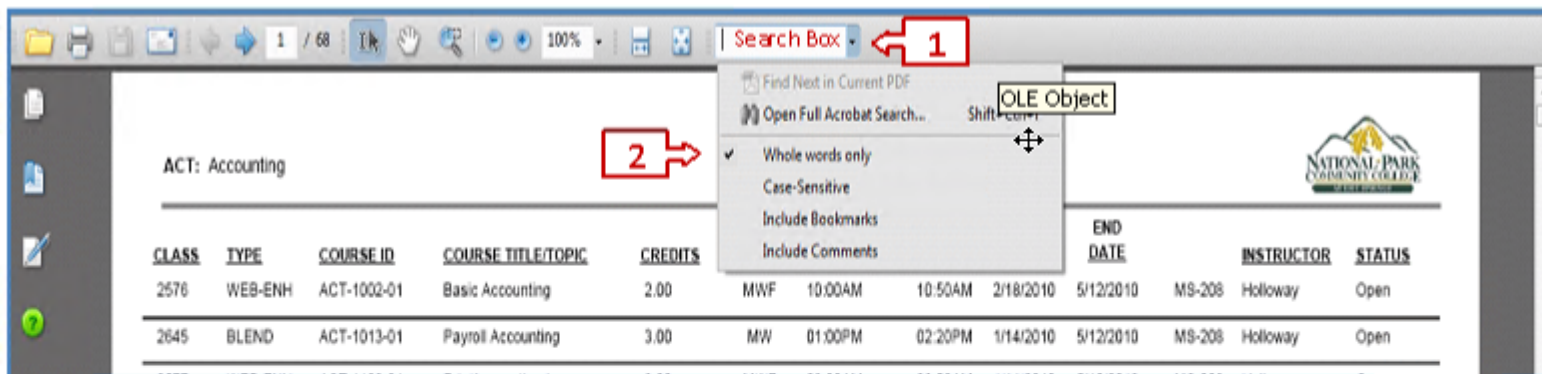 1 / 68 100% Search Box 1
Find Next in Current PDF
OLE Object
Open Full Acrobat Search...
2 Whole words only
ACT: Accounting
Case-Sensitive
NATIONAL PARK
COMMUNITY COLLEGE
Include Bookmarks
Include Comments
END
CLASS TYPE COURSE ID COURSE TITLE/TOPIC CREDITS DATE INSTRUCTOR STATUS
2576 WEB-ENH ACT-1002-01 Basic Accounting 2.00 MWF 10:00AM 10:50AM 2/18/2010 5/12/2010 MS-208 Holloway Open
2645 BLEND ACT-1013-01 Payroll Accounting 3.00 MW 01:00PM 02:20PM 1/14/2010 5/12/2010 MS-208 Holloway Open